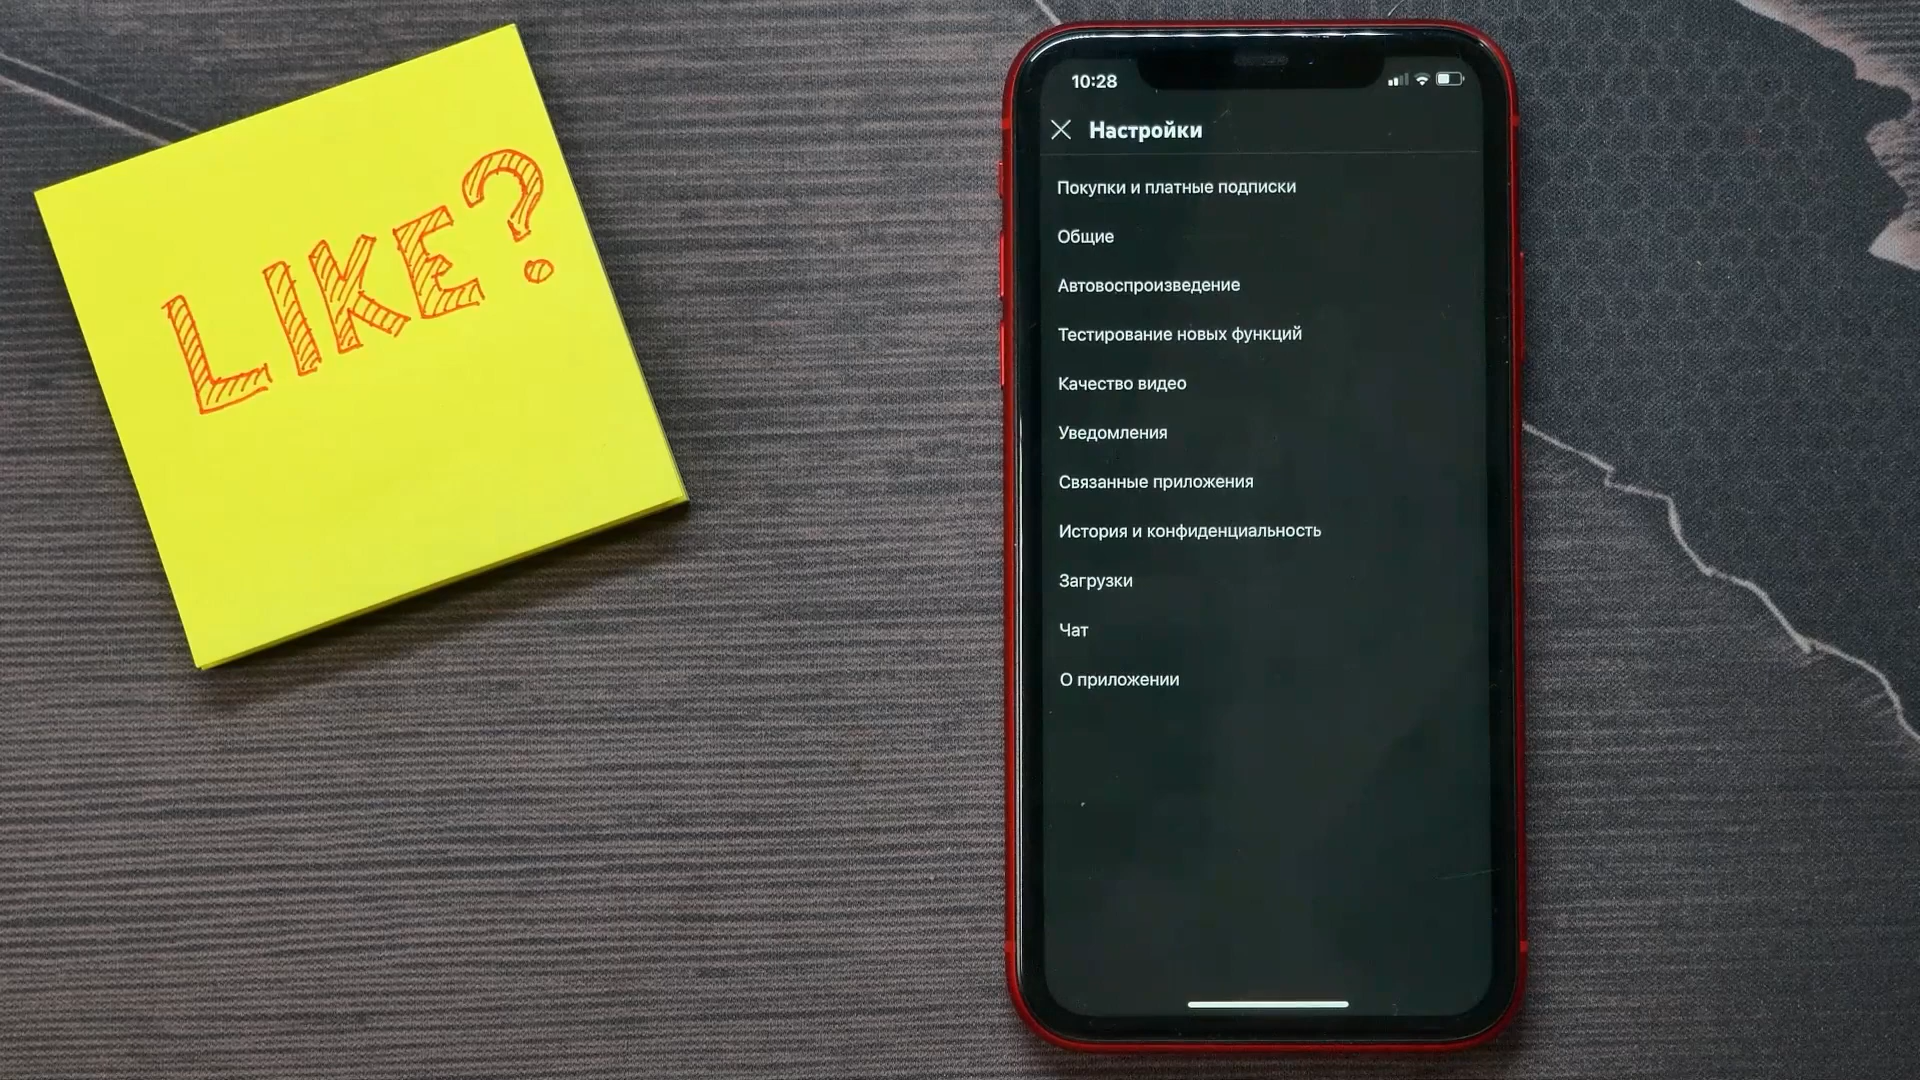 LIKE?
10:28
Настройки
Покупки и платные подписки
Общие
Автовоспроизведение
Тестирование новых функций
Качество видео
Уведомления
Связанные приложения
История и конфиденциальность
Загрузки
Чат
О приложении